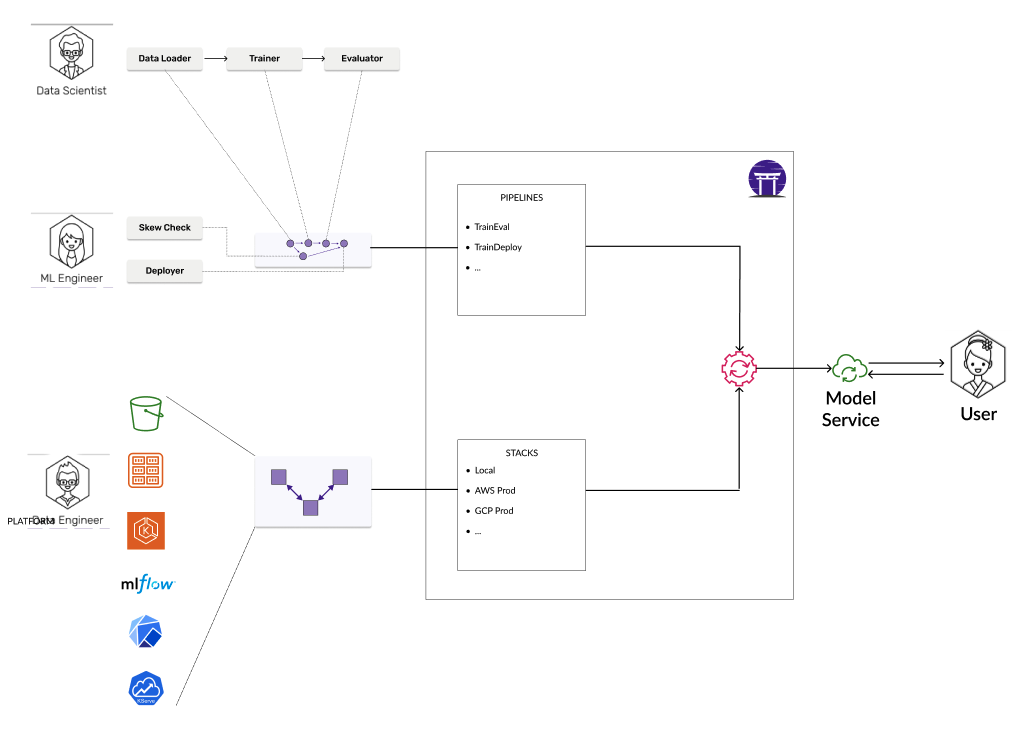 Data Loader
Trainer
Evaluator
Data Scientist
Skew Check
Deployer
ML Engineer
PIPELINES
TrainEval
TrainDeploy
...
Model
Service
User
STACKS
Local
AWS Prod
GCP Prod
...
PLATFORM
Data Engineer
K
mlflow
KServe